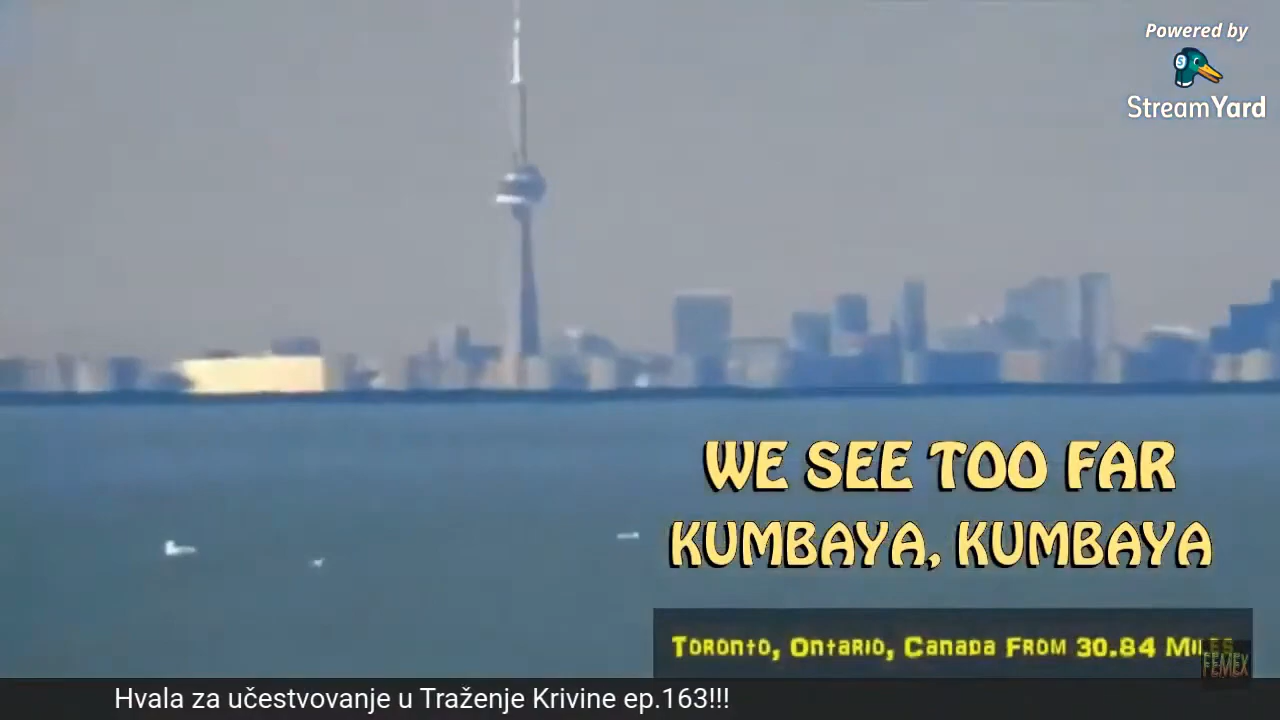 Powered by
StreamYard
WE SEE TOO FAR
KUMBAYA, KUMBAYA
Toronto, Ontario, Canada From 30.84 Miles
FEMEX
Hvala za učestvovanje u Traženje Krivine ep.163!!!